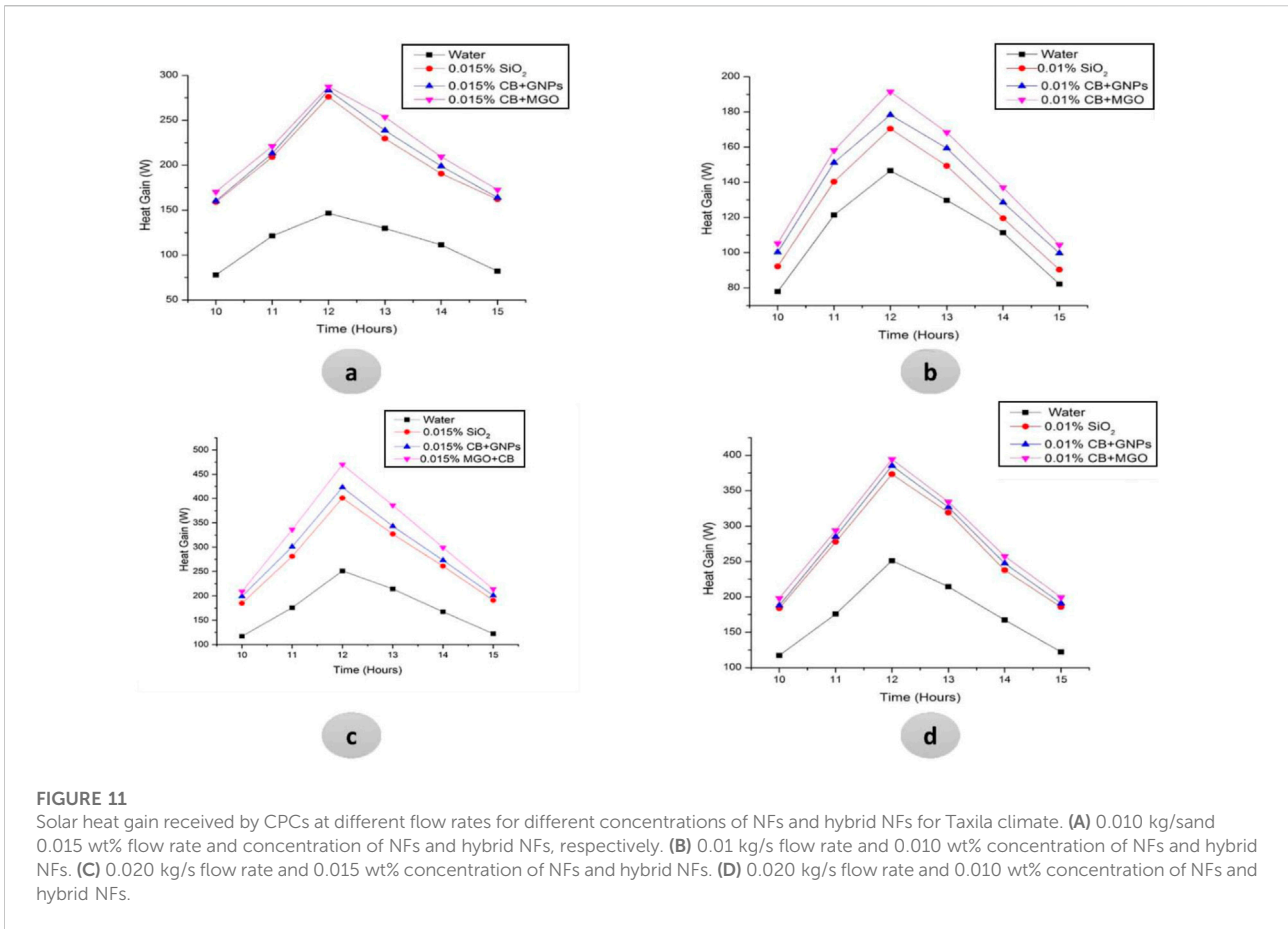 Water
0.015% SiO₂
0.015% CB+GNPs
0.015% CB+MGO
300
250
200
150
100
50
Heat Gain (W)
10 11 12 13 14 15
Time (Hours)
a
Water
0.01% SiO₂
0.01% CB+GNPs
0.01% CB+MGO
200
180
160
140
120
100
80
Heat Gain (W)
10 11 12 13 14 15
Time (Hours)
b
Water
0.015% SiO₂
0.015% CB+GNPs
0.015% MGO+CB
500
450
400
350
300
250
200
150
100
Heat Gain (W)
10 11 12 13 14 15
Time (Hours)
c
Water
0.01% SiO₂
0.01% CB+GNPs
0.01% CB+MGO
400
350
300
250
200
150
100
Heat Gain (W)
10 11 12 13 14 15
Time (Hours)
d
FIGURE 11
Solar heat gain received by CPCs at different flow rates for different concentrations of NFs and hybrid NFs for Taxila climate. (A) 0.010 kg/sand
0.015 wt% flow rate and concentration of NFs and hybrid NFs, respectively. (B) 0.01 kg/s flow rate and 0.010 wt% concentration of NFs and hybrid
NFs. (C) 0.020 kg/s flow rate and 0.015 wt% concentration of NFs and hybrid NFs. (D) 0.020 kg/s flow rate and 0.010 wt% concentration of NFs and
hybrid NFs.